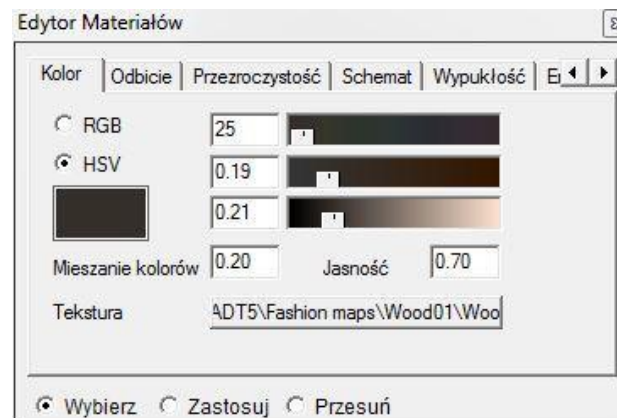 Edytor Materiałów
Kolor Odbicie Przezroczystość Schemat Wypukłość
RGB 25
HSV 0.19
0.21
Mieszanie kolorów 0.20 Jasność 0.70
Tekstura ADT5\Fashion maps\Wood01\Woo
Wybierz Zastosuj Przesuń